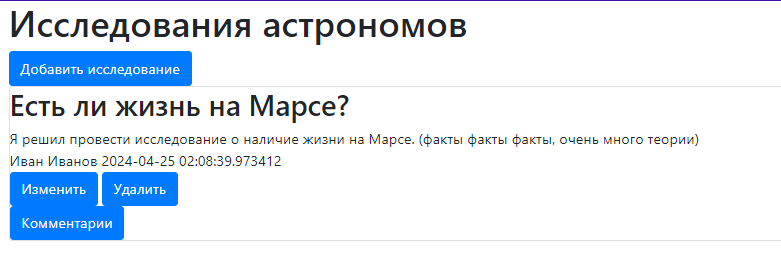 Исследования астрономов
Добавить исследование
Есть ли жизнь на Марсе?
Я решил провести исследование о наличие жизни на Марсе. (факты факты факты, очень много теории)
Иван Иванов 2024-04-25 02:08:39.973412
Изменить Удалить
Комментарии